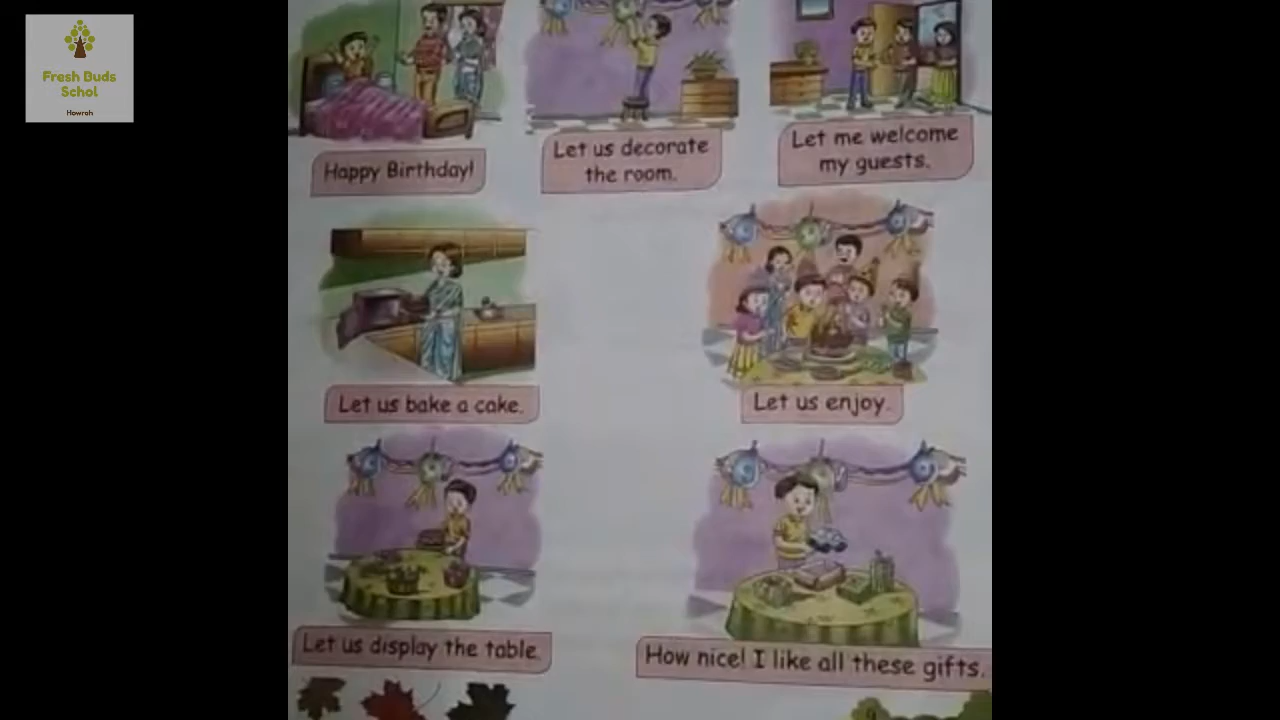 Fresh Buds
Schol
Howrah
Happy Birthday!
Let us decorate
the room.
Let me welcome
my guests.
Let us bake a cake.
Let us enjoy.
Let us display the table.
How nice! I like all these gifts.